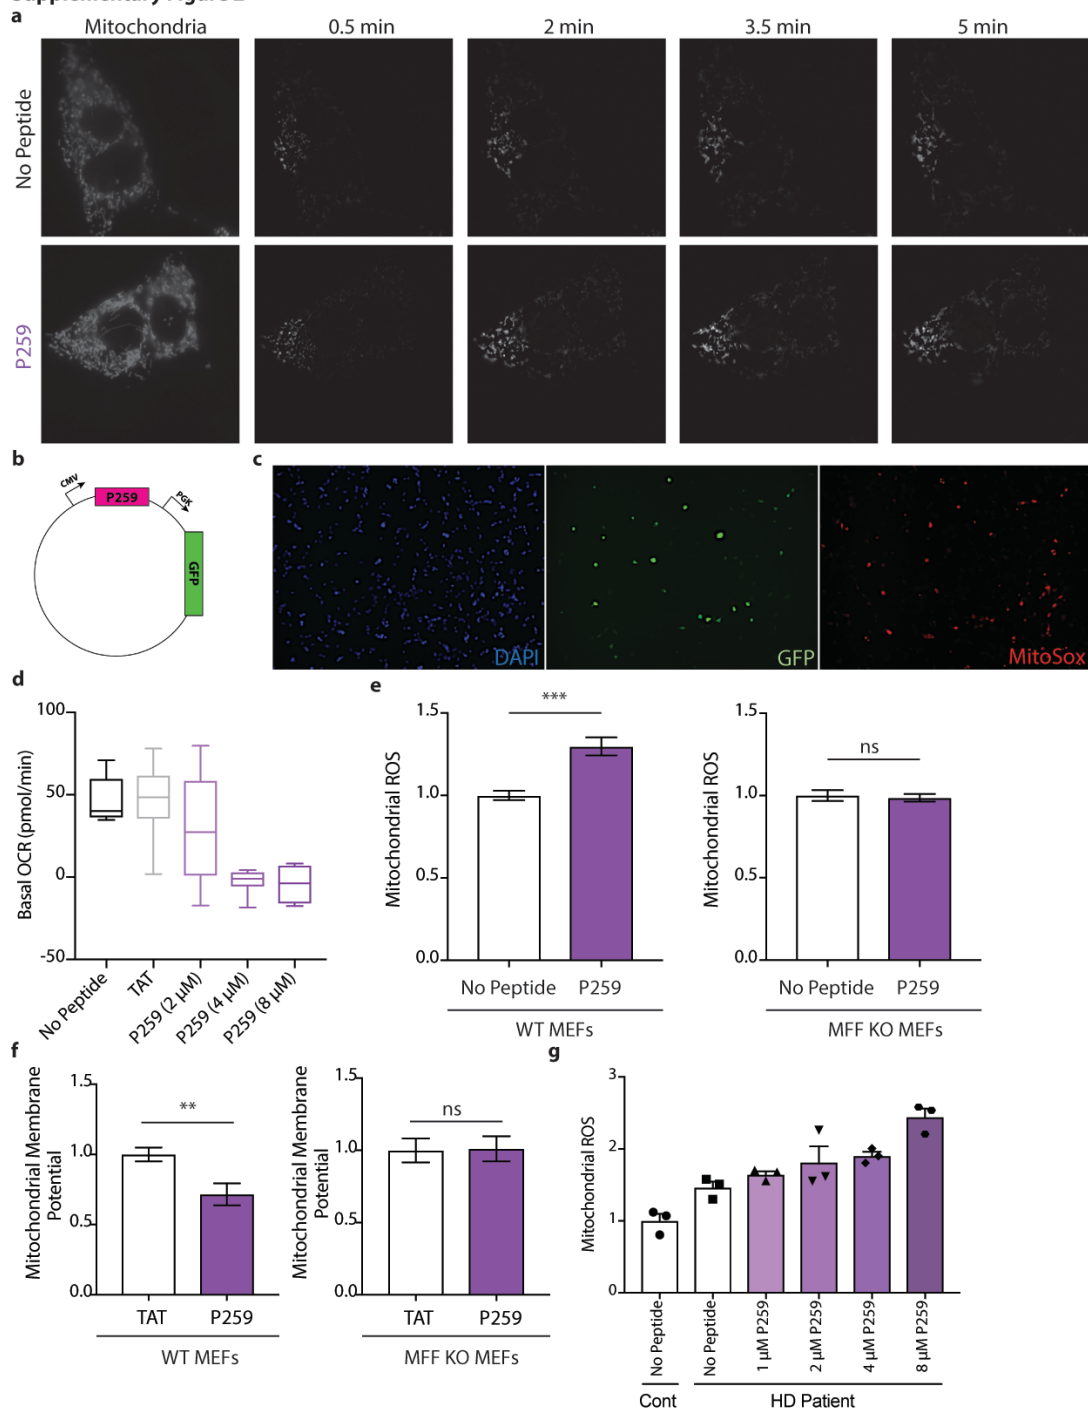 a
Mitochondria 0.5 min 2 min 3.5 min 5 min
No Peptide
P259
b
CMV
P259
PGK
GFP
c
DAPI
GFP
MitoSox
d
Basal OCR (pmol/min)
100
50
0
-50
No Peptide
TAT
P259 (2 µM)
P259 (4 µM)
P259 (8 µM)
e
Mitochondrial ROS
1.5
1.0
0.5
0.0
***
No Peptide P259
WT MEFs
Mitochondrial ROS
1.5
1.0
0.5
0.0
ns
No Peptide P259
MFF KO MEFs
f
Mitochondrial Membrane
Potential
1.5
1.0
0.5
0.0
**
TAT P259
WT MEFs
Mitochondrial Membrane
Potential
1.5
1.0
0.5
0.0
ns
TAT P259
MFF KO MEFs
g
Mitochondrial ROS
3
2
1
0
No Peptide
No Peptide
1 µM P259
2 µM P259
4 µM P259
8 µM P259
Cont HD Patient